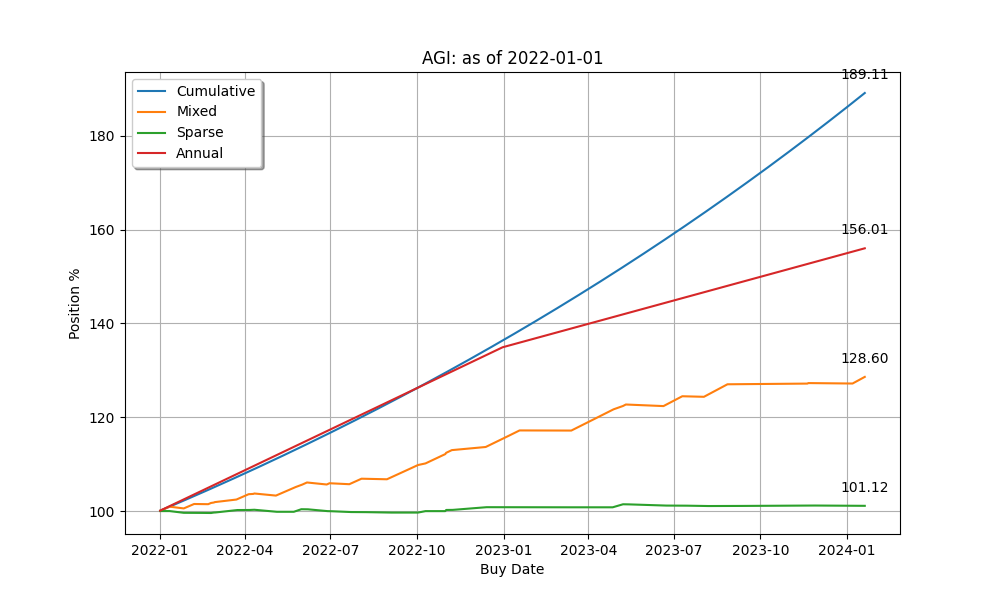 AGI: as of 2022-01-01
189.11
Cumulative
Mixed
Sparse
Annual
180
160
156.01
140
128.60
120
101.12
100
Position %
2022-01 2022-04 2022-07 2022-10 2023-01 2023-04 2023-07 2023-10 2024-01
Buy Date